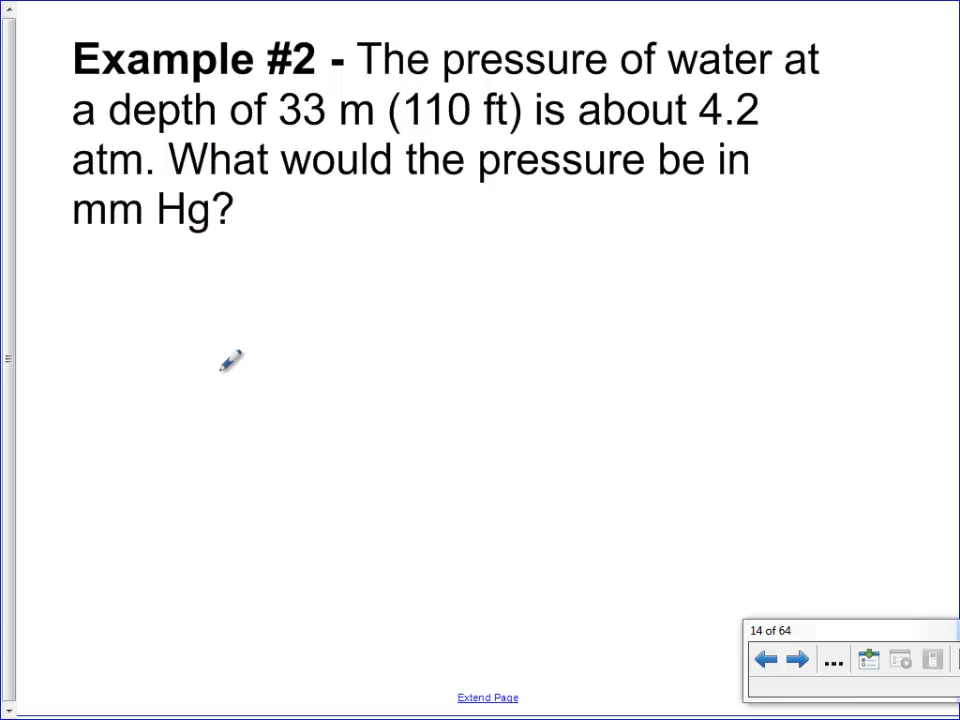 Example #2 - The pressure of water at
a depth of 33 m (110 ft) is about 4.2
atm. What would the pressure be in
mm Hg?
14 of 64
...
Extend Page